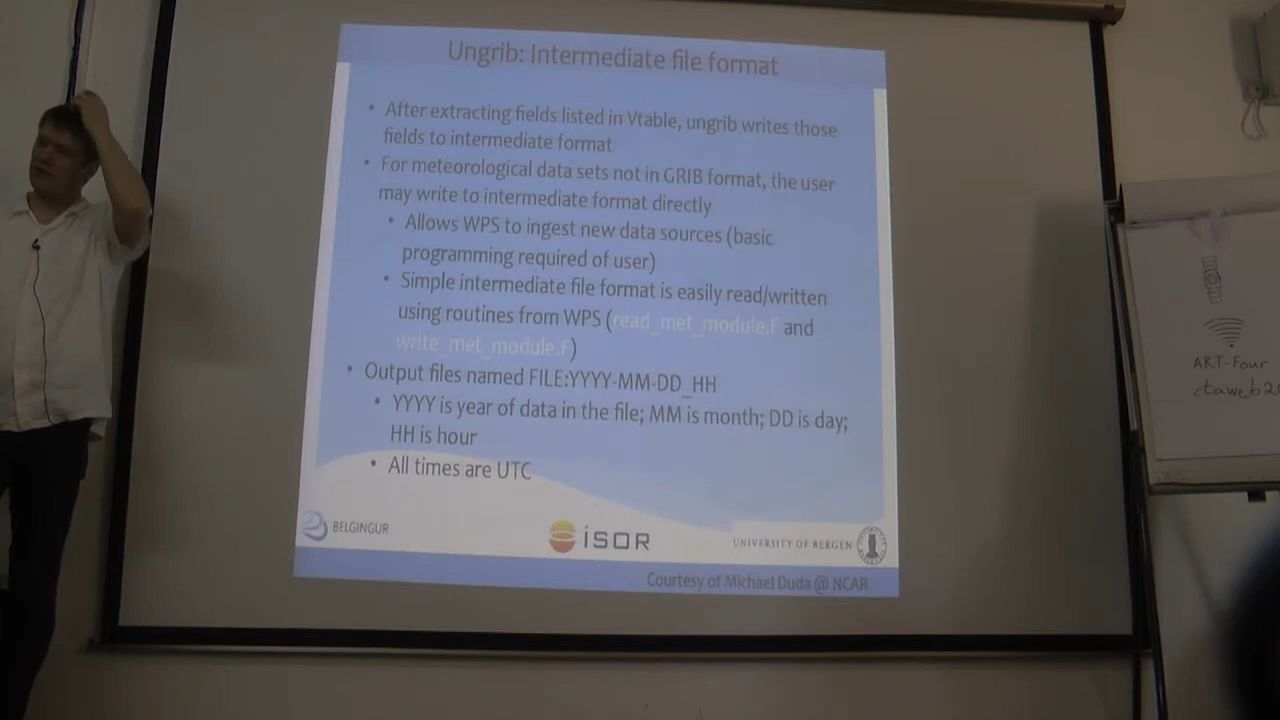 Ungrib: Intermediate file format
• After extracting fields listed in Vtable, ungrib writes those
fields to intermediate format
• For meteorological data sets not in GRIB format, the user
may write to intermediate format directly
• Allows WPS to ingest new data sources (basic
programming required of user)
• Simple intermediate file format is easily read/written
using routines from WPS (read_met_module.F and
write_met_module.F)
• Output files named FILE:YYYY-MM-DD_HH
• YYYY is year of data in the file; MM is month; DD is day;
HH is hour
• All times are UTC
BELGINGUR
ÍSOR
UNIVERSITY OF BERGEN
Courtesy of Michael Duda @ NCAR
ART-Four